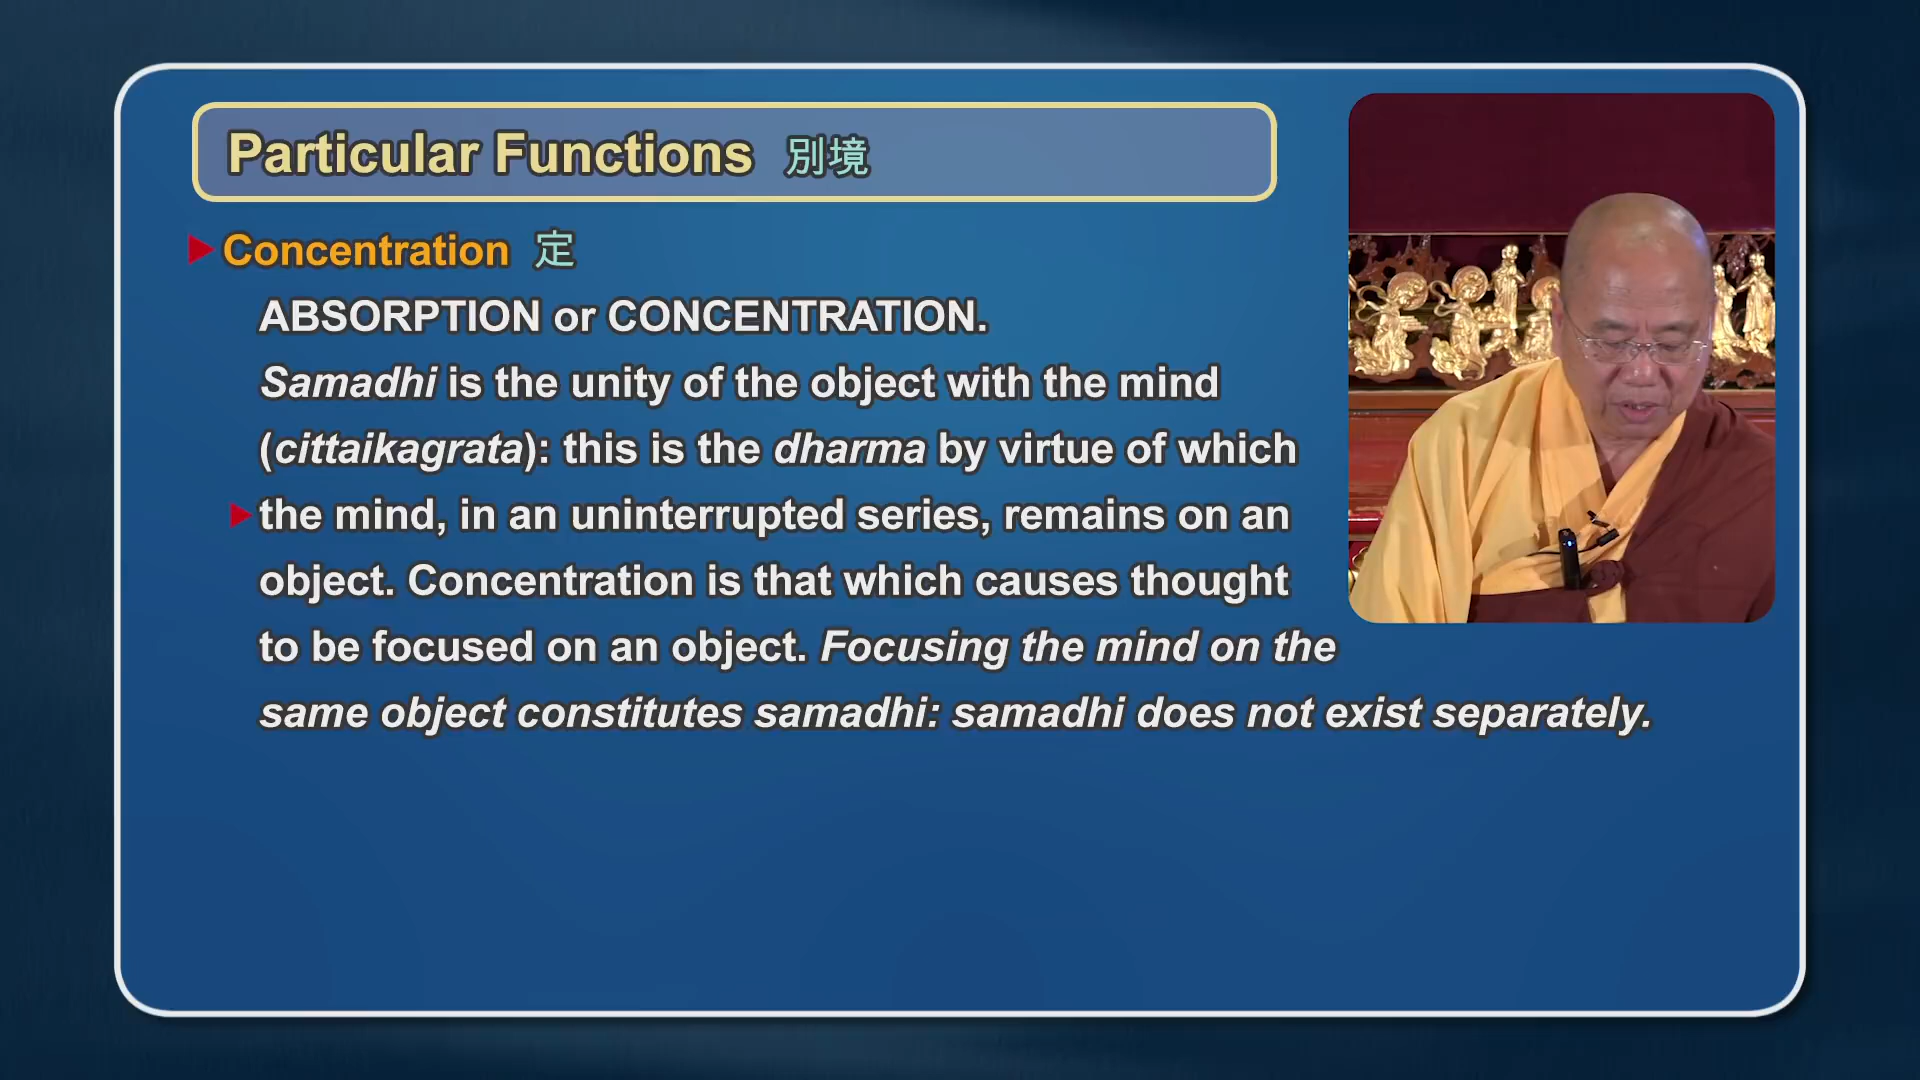 Particular Functions 別境
Concentration 定
ABSORPTION or CONCENTRATION.
Samadhi is the unity of the object with the mind
(cittaikagrata): this is the dharma by virtue of which
the mind, in an uninterrupted series, remains on an
object. Concentration is that which causes thought
to be focused on an object. Focusing the mind on the
same object constitutes samadhi: samadhi does not exist separately.